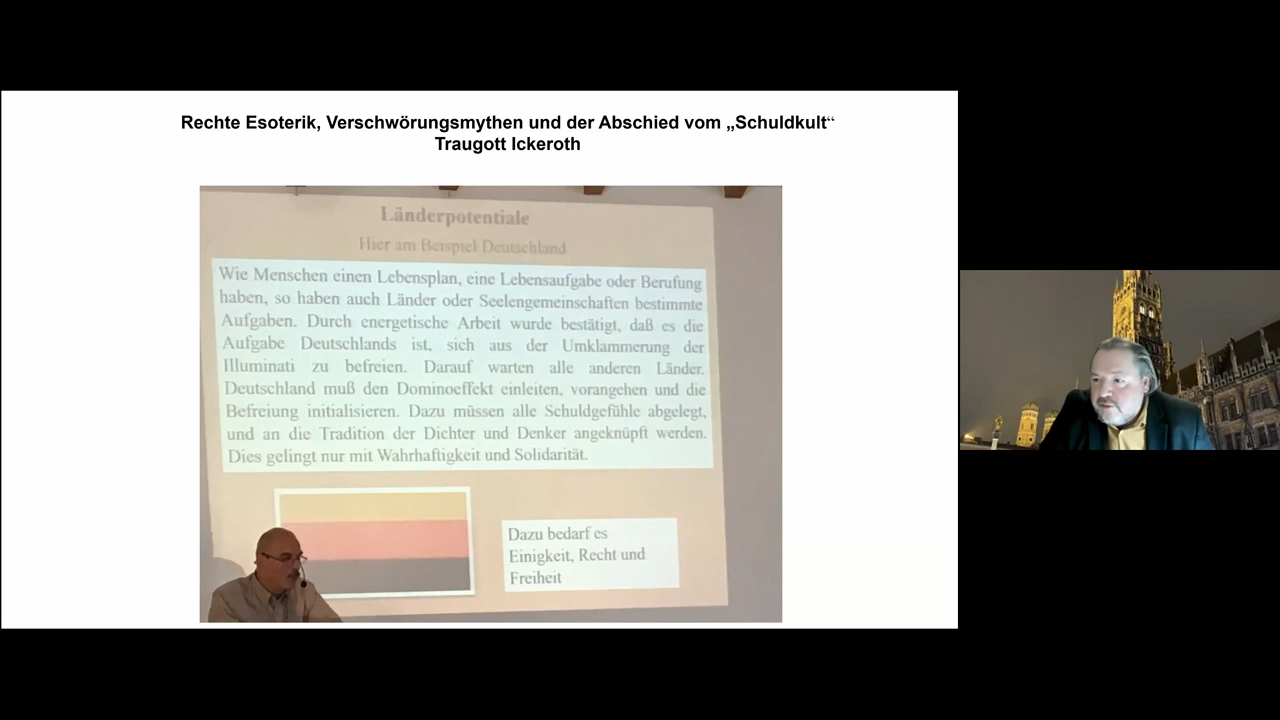 Rechte Esoterik, Verschwörungsmythen und der Abschied vom „Schuldkult“
Traugott Ickeroth
Länderpotentiale
Hier am Beispiel Deutschland
Wie Menschen einen Lebensplan, eine Lebensaufgabe oder Berufung
haben, so haben auch Länder oder Seelengemeinschaften bestimmte
Aufgaben. Durch energetische Arbeit wurde bestätigt, daß es die
Aufgabe Deutschlands ist, sich aus der Umklammerung der
Illuminati zu befreien. Darauf warten alle anderen Länder.
Deutschland muß den Dominoeffekt einleiten, vorangehen und die
Befreiung initialisieren. Dazu müssen alle Schuldgefühle abgelegt,
und an die Tradition der Dichter und Denker angeknüpft werden.
Dies gelingt nur mit Wahrhaftigkeit und Solidarität.
Dazu bedarf es
Einigkeit, Recht und
Freiheit